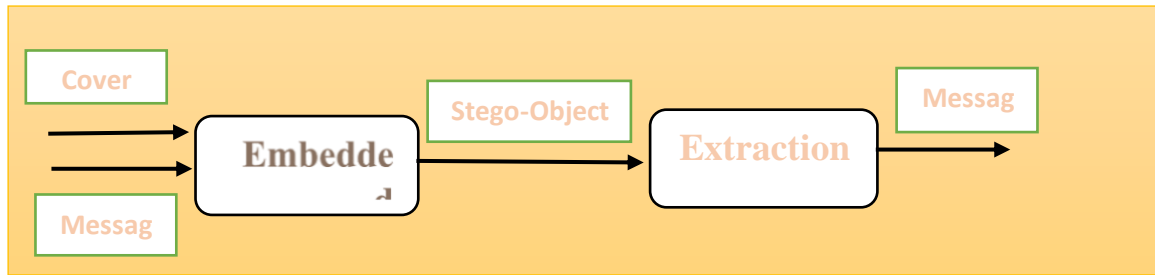 Cover
Messag
Embedde
d
Stego-Object
Extraction
Messag